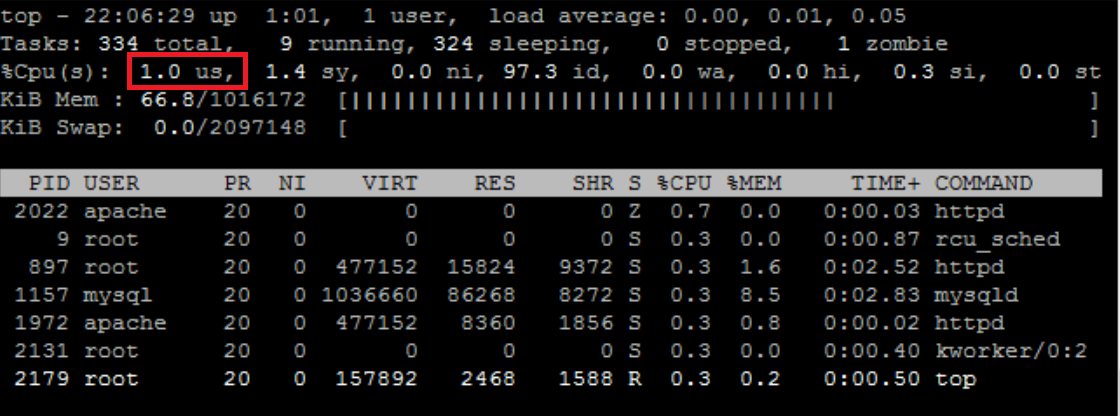 top - 22:06:29 up  1:01,  1 user,  load average: 0.00, 0.01, 0.05
Tasks: 334 total,   9 running, 324 sleeping,   0 stopped,   1 zombie
%Cpu(s):  1.0 us,  1.4 sy,  0.0 ni, 97.3 id,  0.0 wa,  0.0 hi,  0.3 si,  0.0 st
KiB Mem : 66.8/1016172  [|||||||||||||||||||||||||||||||||||                   ]
KiB Swap:  0.0/2097148  [                                                      ]
  PID USER      PR  NI    VIRT    RES    SHR S %CPU %MEM     TIME+ COMMAND
 2022 apache    20   0       0      0      0 Z  0.7  0.0   0:00.03 httpd
    9 root      20   0       0      0      0 S  0.3  0.0   0:00.87 rcu_sched
  897 root      20   0  477152  15824   9372 S  0.3  1.6   0:02.52 httpd
 1157 mysql     20   0 1036660  86268   8272 S  0.3  8.5   0:02.83 mysqld
 1972 apache    20   0  477152   8360   1856 S  0.3  0.8   0:00.02 httpd
 2131 root      20   0       0      0      0 S  0.3  0.0   0:00.40 kworker/0:2
 2179 root      20   0  157892   2468   1588 R  0.3  0.2   0:00.50 top